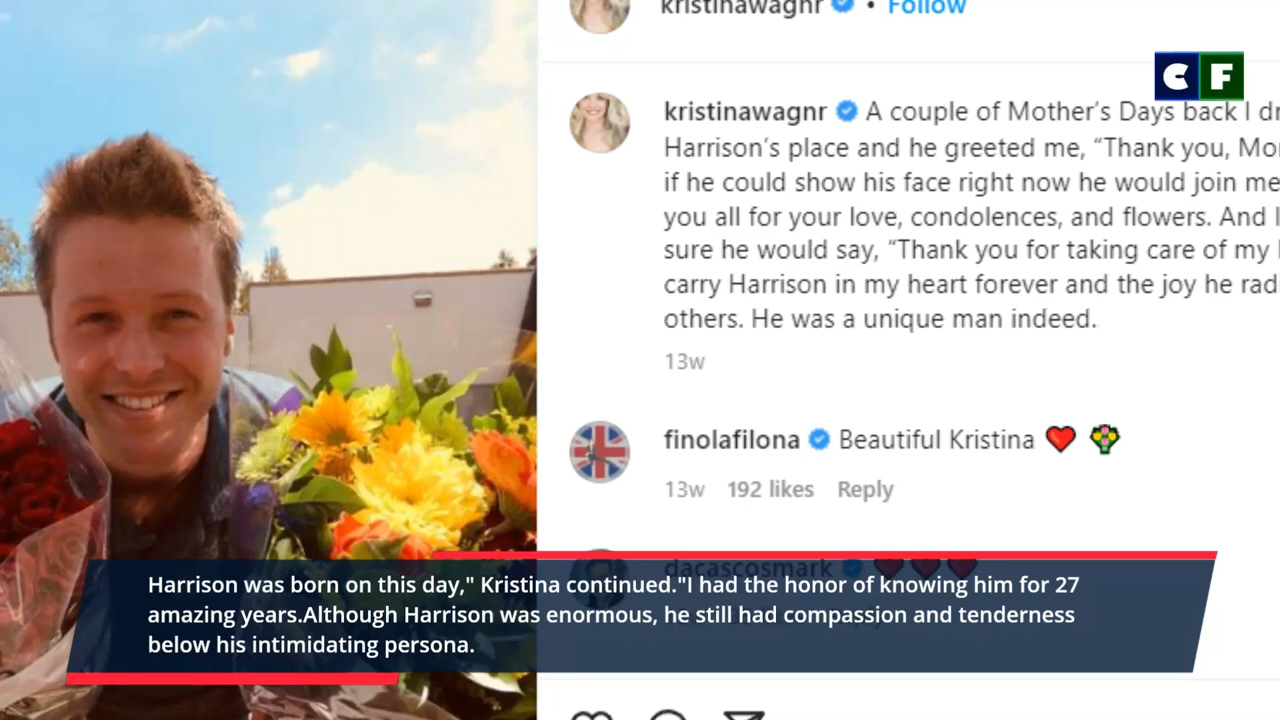 kristinawagnr • Follow
C F
kristinawagnr A couple of Mother's Days back I
Harrison's place and he greeted me, "Thank you,
if he could show his face right now he would join me
you all for your love, condolences, and flowers. And I
sure he would say, "Thank you for taking care of my
carry Harrison in my heart forever and the joy he
others. He was a unique man indeed.
13w
finolafilona Beautiful Kristina ❤️ 💐
13w 192 likes Reply
dacascosmark
Harrison was born on this day," Kristina continued."I had the honor of knowing him for 27
amazing years.Although Harrison was enormous, he still had compassion and tenderness
below his intimidating persona.